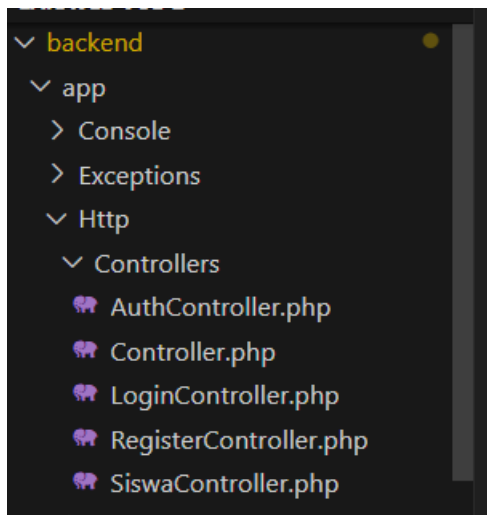 backend
app
Console
Exceptions
Http
Controllers
AuthController.php
Controller.php
LoginController.php
RegisterController.php
SiswaController.php